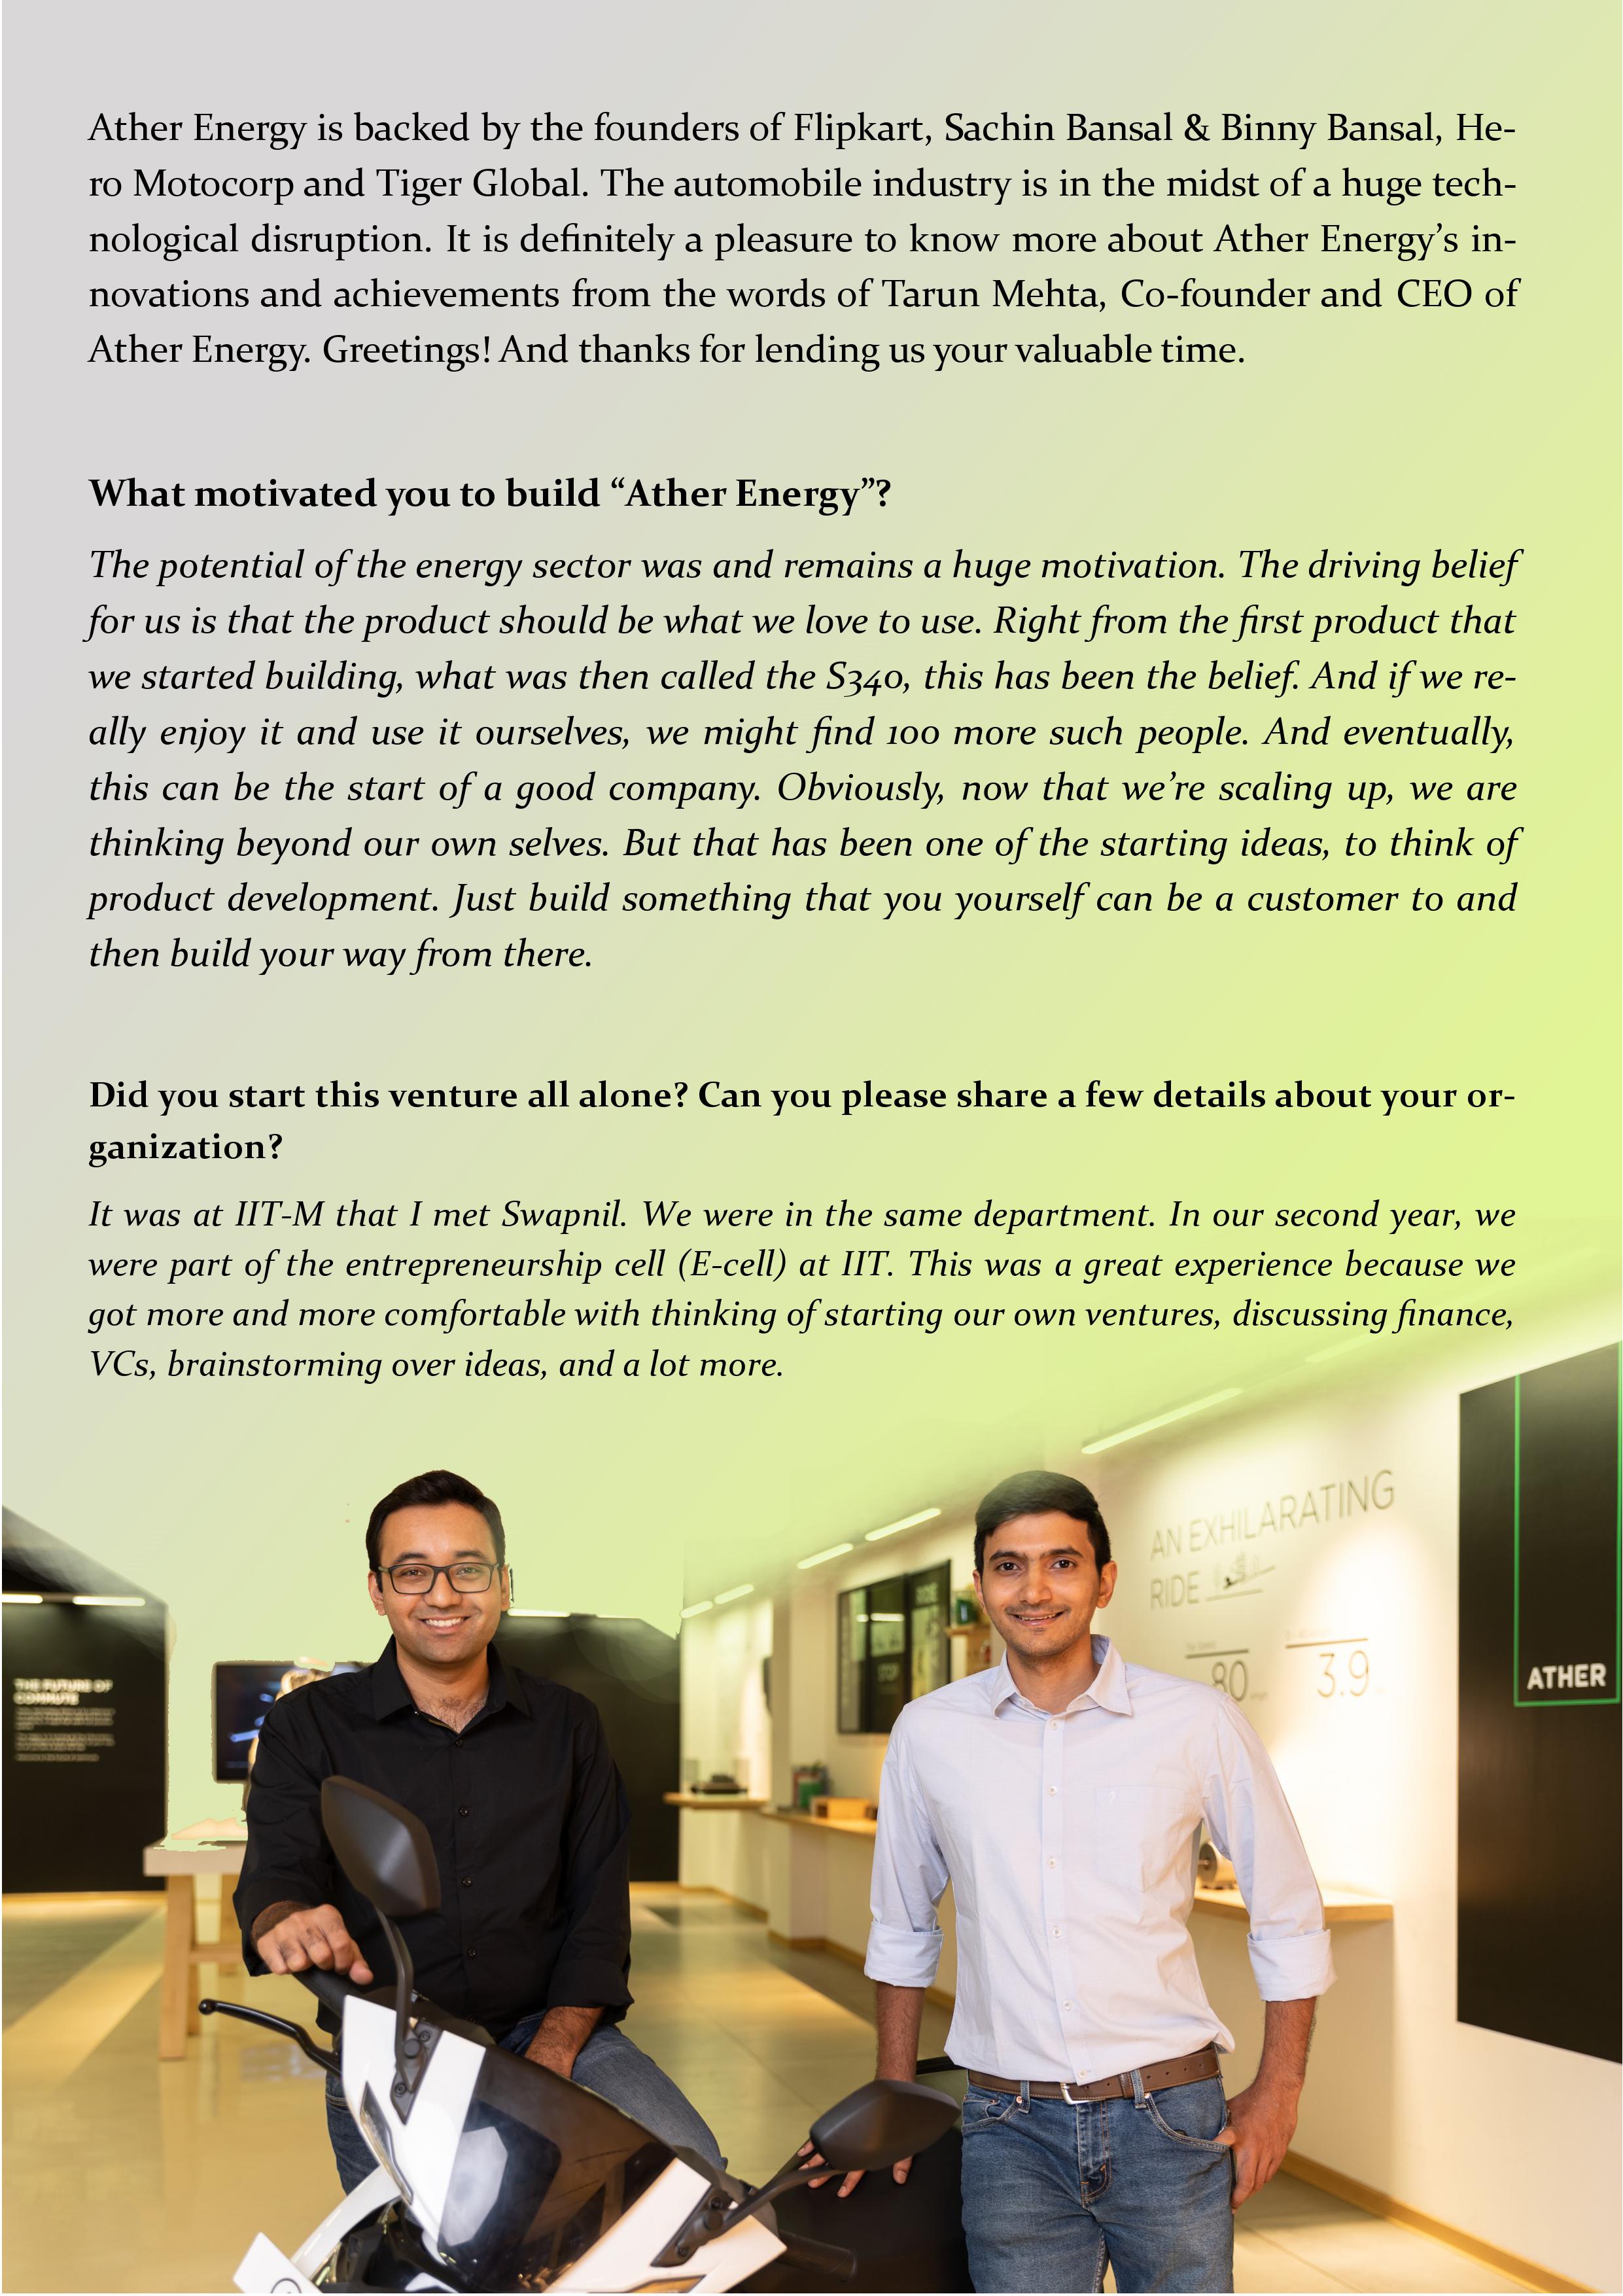 Ather Energy is backed by the founders of Flipkart, Sachin Bansal & Binny Bansal, He-
ro Motocorp and Tiger Global. The automobile industry is in the midst of a huge tech-
nological disruption. It is definitely a pleasure to know more about Ather Energy’s in-
novations and achievements from the words of Tarun Mehta, Co-founder and CEO of
Ather Energy. Greetings! And thanks for lending us your valuable time.
What motivated you to build “Ather Energy”?
The potential of the energy sector was and remains a huge motivation. The driving belief
for us is that the product should be what we love to use. Right from the first product that
we started building, what was then called the S340, this has been the belief. And if we re-
ally enjoy it and use it ourselves, we might find 100 more such people. And eventually,
this can be the start of a good company. Obviously, now that we’re scaling up, we are
thinking beyond our own selves. But that has been one of the starting ideas, to think of
product development. Just build something that you yourself can be a customer to and
then build your way from there.
Did you start this venture all alone? Can you please share a few details about your or-
ganization?
It was at IIT-M that I met Swapnil. We were in the same department. In our second year, we
were part of the entrepreneurship cell (E-cell) at IIT. This was a great experience because we
got more and more comfortable with thinking of starting our own ventures, discussing finance,
VCs, brainstorming over ideas, and a lot more.
AN EXHILARATING
RIDE
80
3.9
ATHER
THE FUTURE OF
COMMUTE